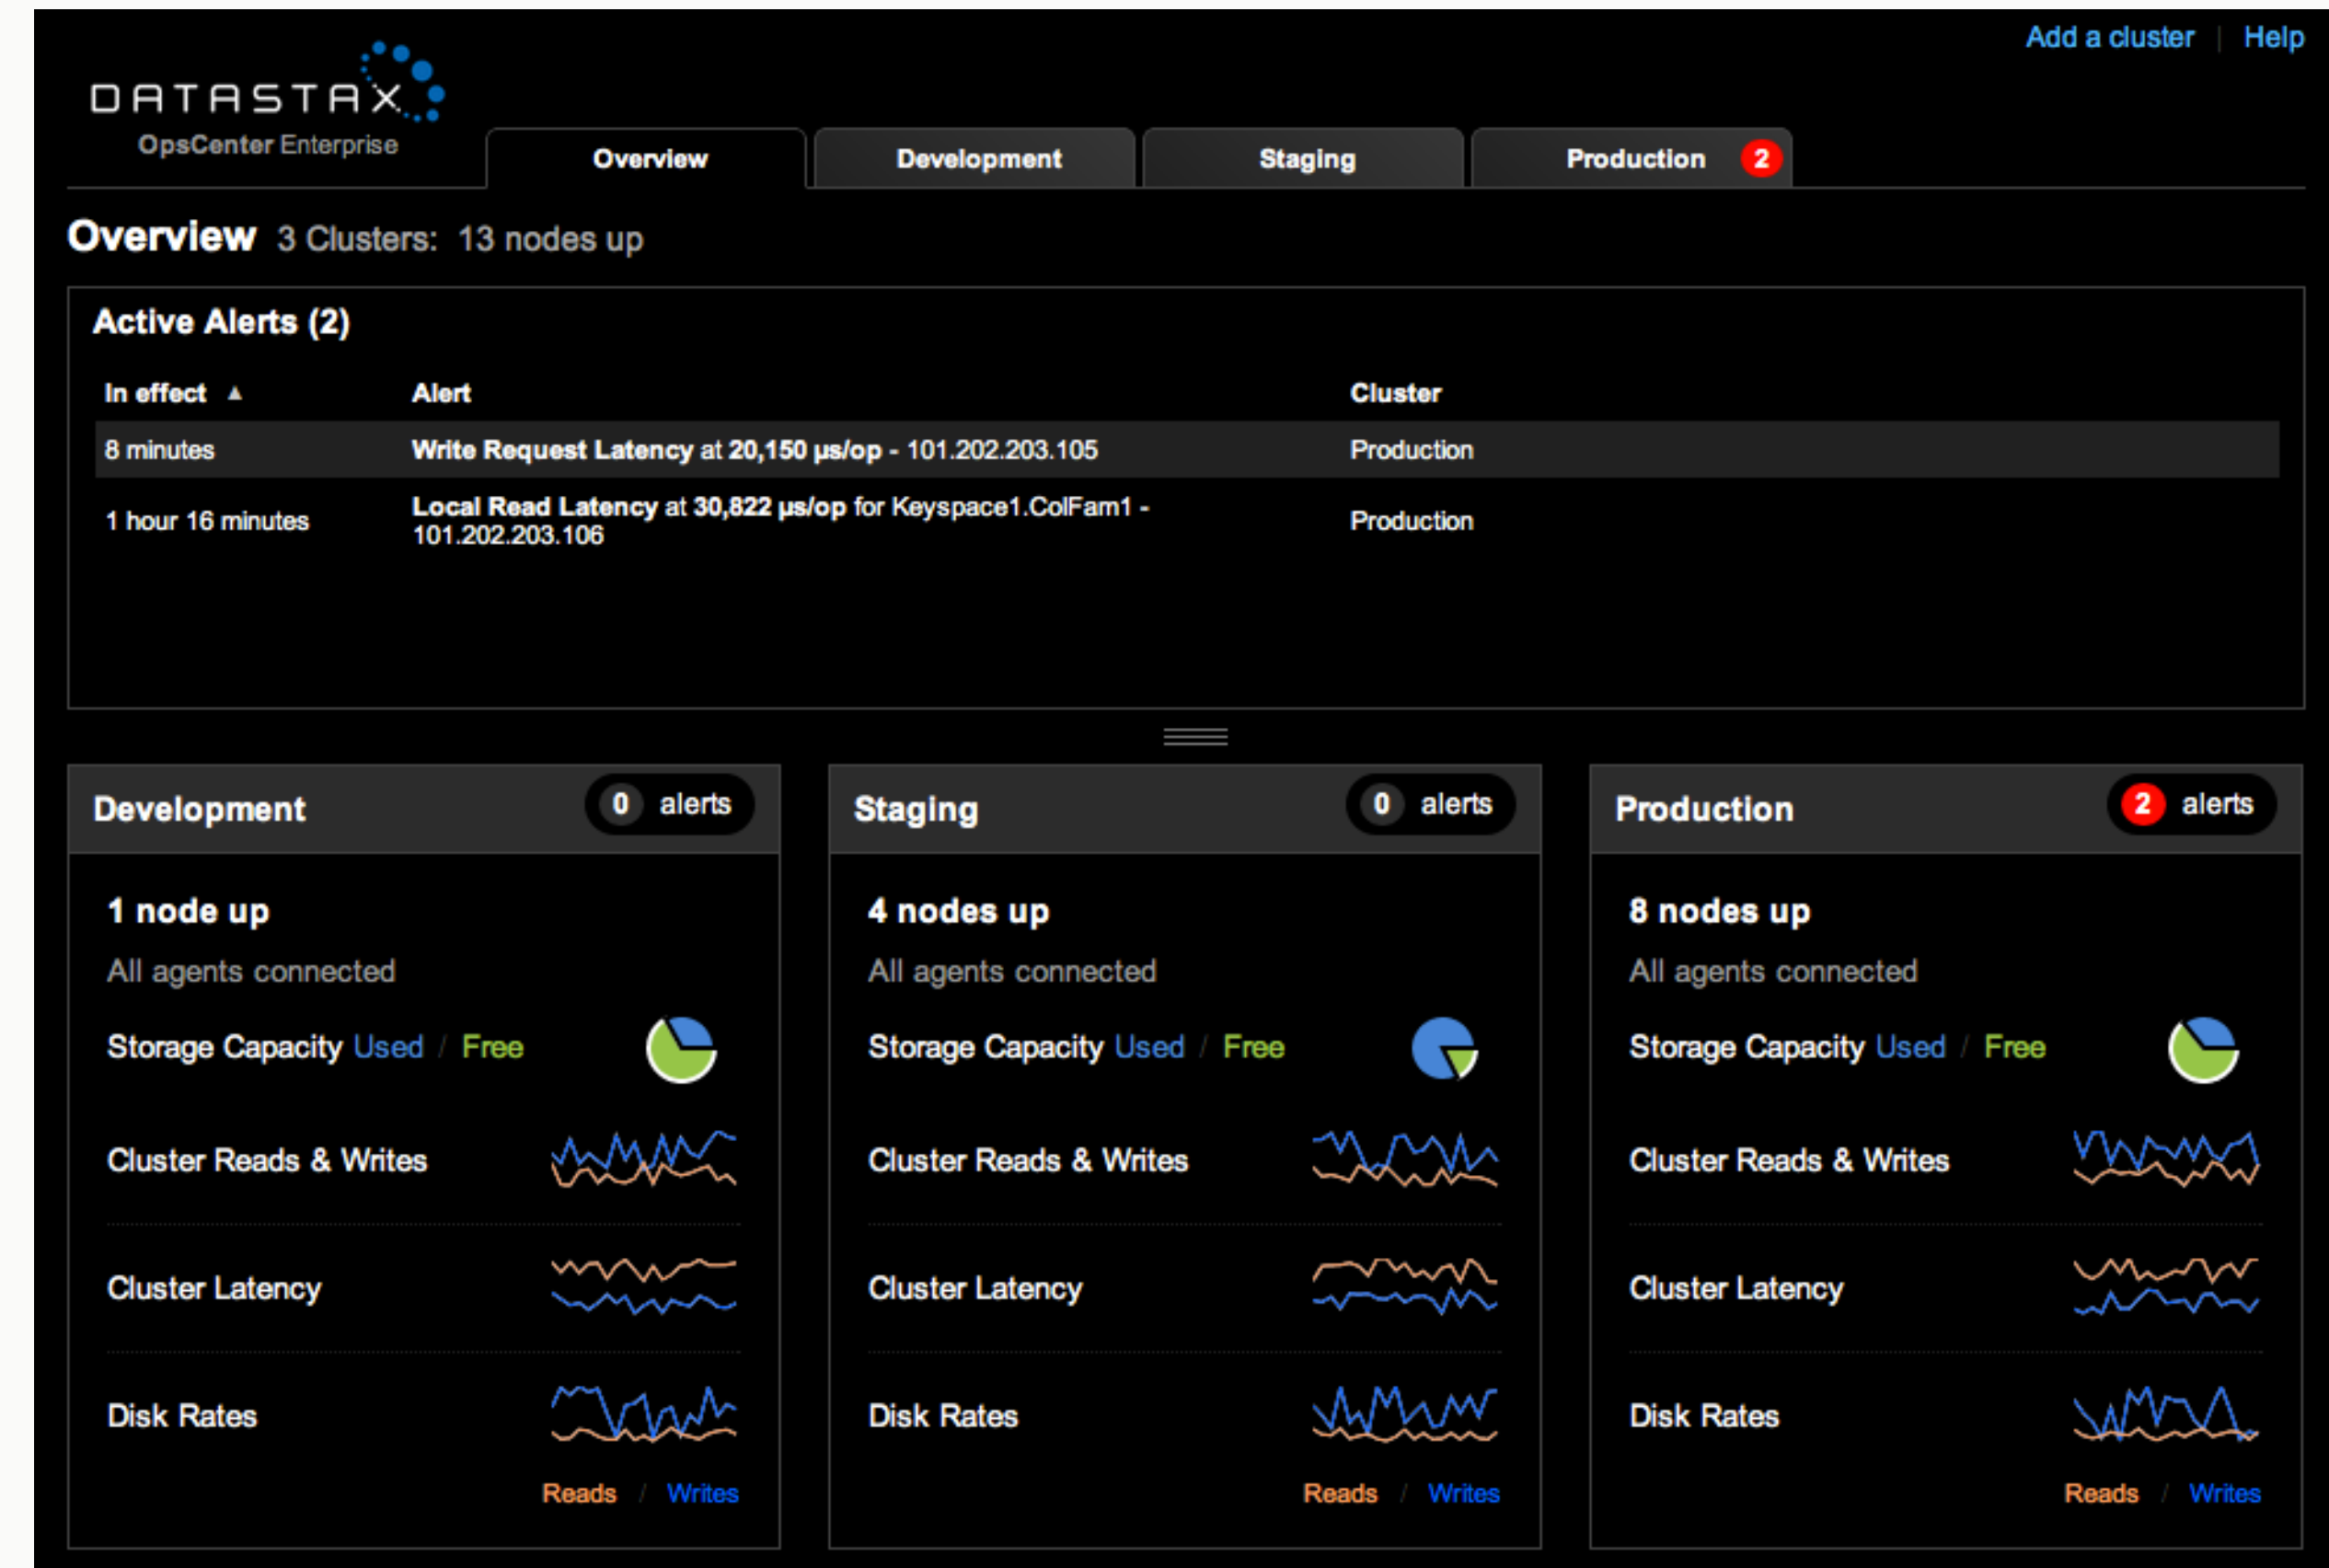 Add a cluster | Help
DATASTAX
OpsCenter Enterprise
Overview Development Staging Production 2
Overview 3 Clusters: 13 nodes up
Active Alerts (2)
In effect ▲ Alert Cluster
8 minutes Write Request Latency at 20,150 µs/op - 101.202.203.105 Production
1 hour 16 minutes Local Read Latency at 30,822 µs/op for Keyspace1.ColFam1 - Production
101.202.203.106
Development 0 alerts
1 node up
All agents connected
Storage Capacity Used / Free
Cluster Reads & Writes
Cluster Latency
Disk Rates
Reads / Writes
Staging 0 alerts
4 nodes up
All agents connected
Storage Capacity Used / Free
Cluster Reads & Writes
Cluster Latency
Disk Rates
Reads / Writes
Production 2 alerts
8 nodes up
All agents connected
Storage Capacity Used / Free
Cluster Reads & Writes
Cluster Latency
Disk Rates
Reads / Writes